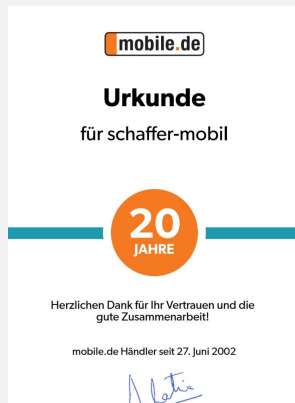 mobile.de
Urkunde
für schaffer-mobil
20
JAHRE
Herzlichen Dank für Ihr Vertrauen und die
gute Zusammenarbeit!
mobile.de Händler seit 27. Juni 2002